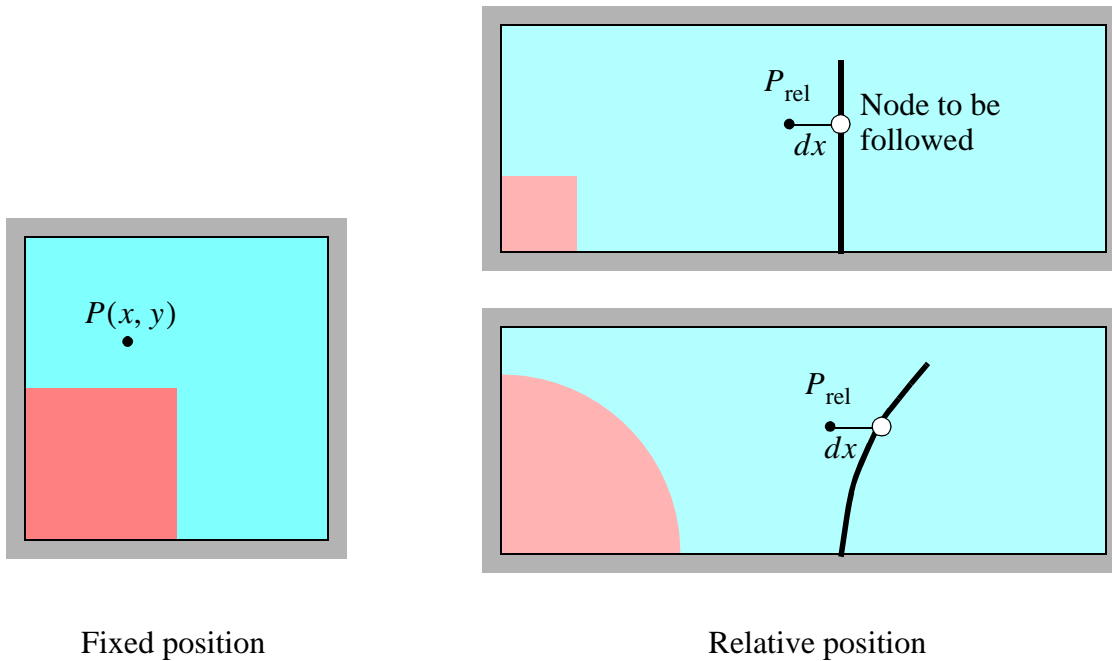 P(x, y)
Fixed position
P_rel
dx
Node to be
followed
P_rel
dx
Relative position